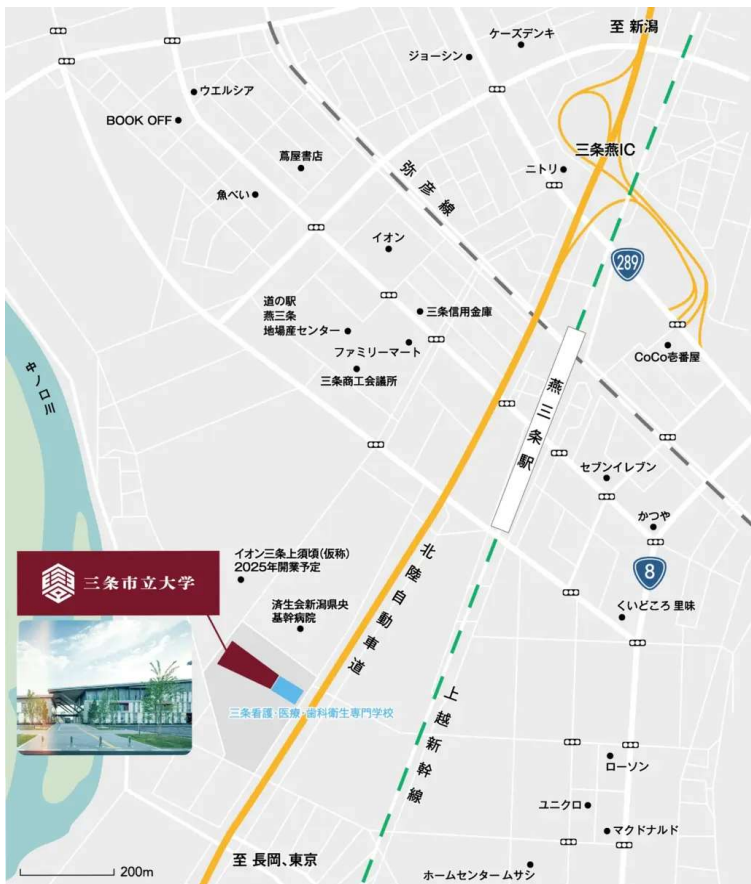 至 新潟
ケーズデンキ
ジョーシン
ウエルシア
BOOK OFF
三条燕IC
蔦屋書店
ニトリ
弥彦線
魚べい
イオン
289
道の駅
燕三条
地場産センター
三条信用金庫
ファミリーマート
三条商工会議所
CoCo壱番屋
中ノ口川
燕三条駅
セブンイレブン
かつや
北陸自動車道
イオン三条上須頃(仮称)
2025年開業予定
8
三条市立大学
済生会新潟県央
基幹病院
くいどころ 里味
三条看護・医療・歯科衛生専門学校
上越新幹線
ローソン
ユニクロ
マクドナルド
至 長岡、東京
200m
ホームセンタームサシ